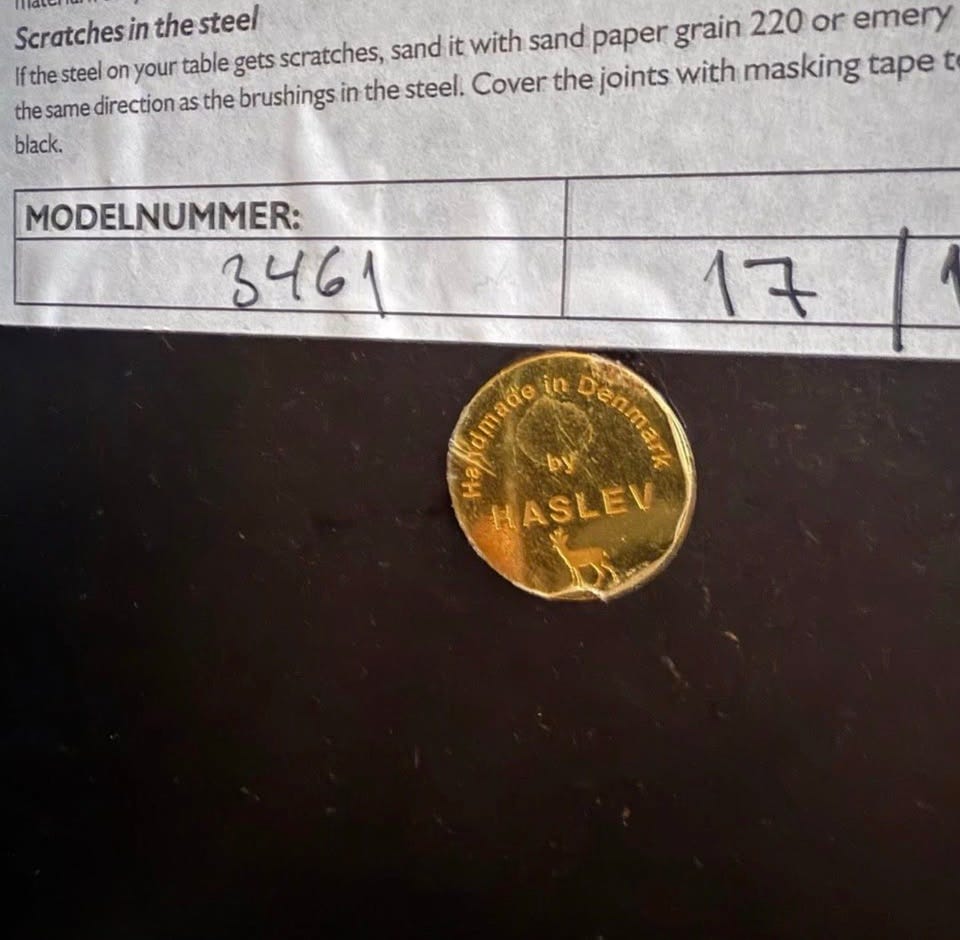 Scratches in the steel
If the steel on your table gets scratches, sand it with sand paper grain 220 or emery
the same direction as the brushings in the steel. Cover the joints with masking tape
black.
MODELNUMMER:
3461
17 / 1
Handmade in Danmark
by
HASLEV